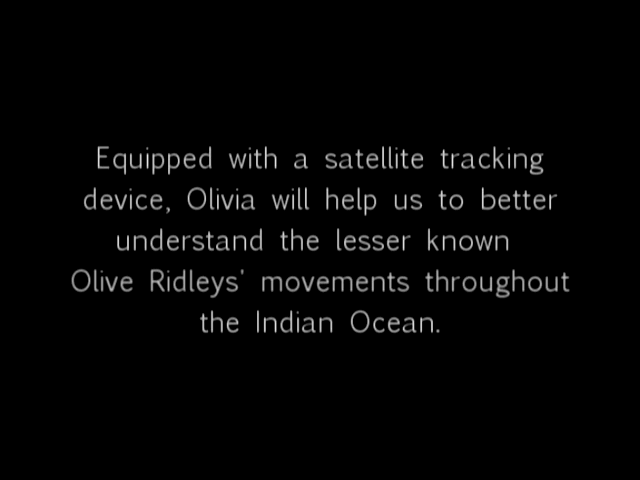 Equipped with a satellite tracking
device, Olivia will help us to better
understand the lesser known
Olive Ridleys' movements throughout
the Indian Ocean.